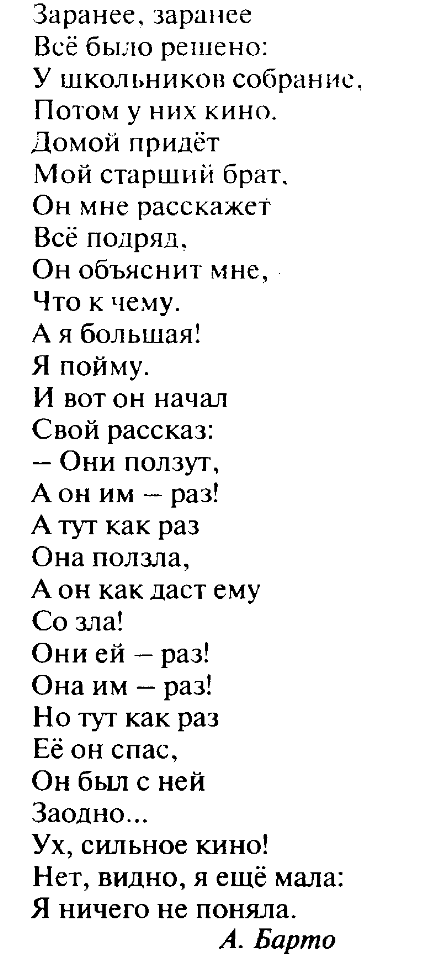 Заранее, заранее
Всё было решено:
У школьников собрание,
Потом у них кино.
Домой придёт
Мой старший брат,
Он мне расскажет
Всё подряд,
Он объяснит мне,
Что к чему.
А я большая!
Я пойму.
И вот он начал
Свой рассказ:
– Они ползут,
А он им – раз!
А тут как раз
Она ползла,
А он как даст ему
Со зла!
Они ей – раз!
Она им – раз!
Но тут как раз
Её он спас,
Он был с ней
Заодно...
Ух, сильное кино!
Нет, видно, я ещё мала:
Я ничего не поняла.
А. Барто